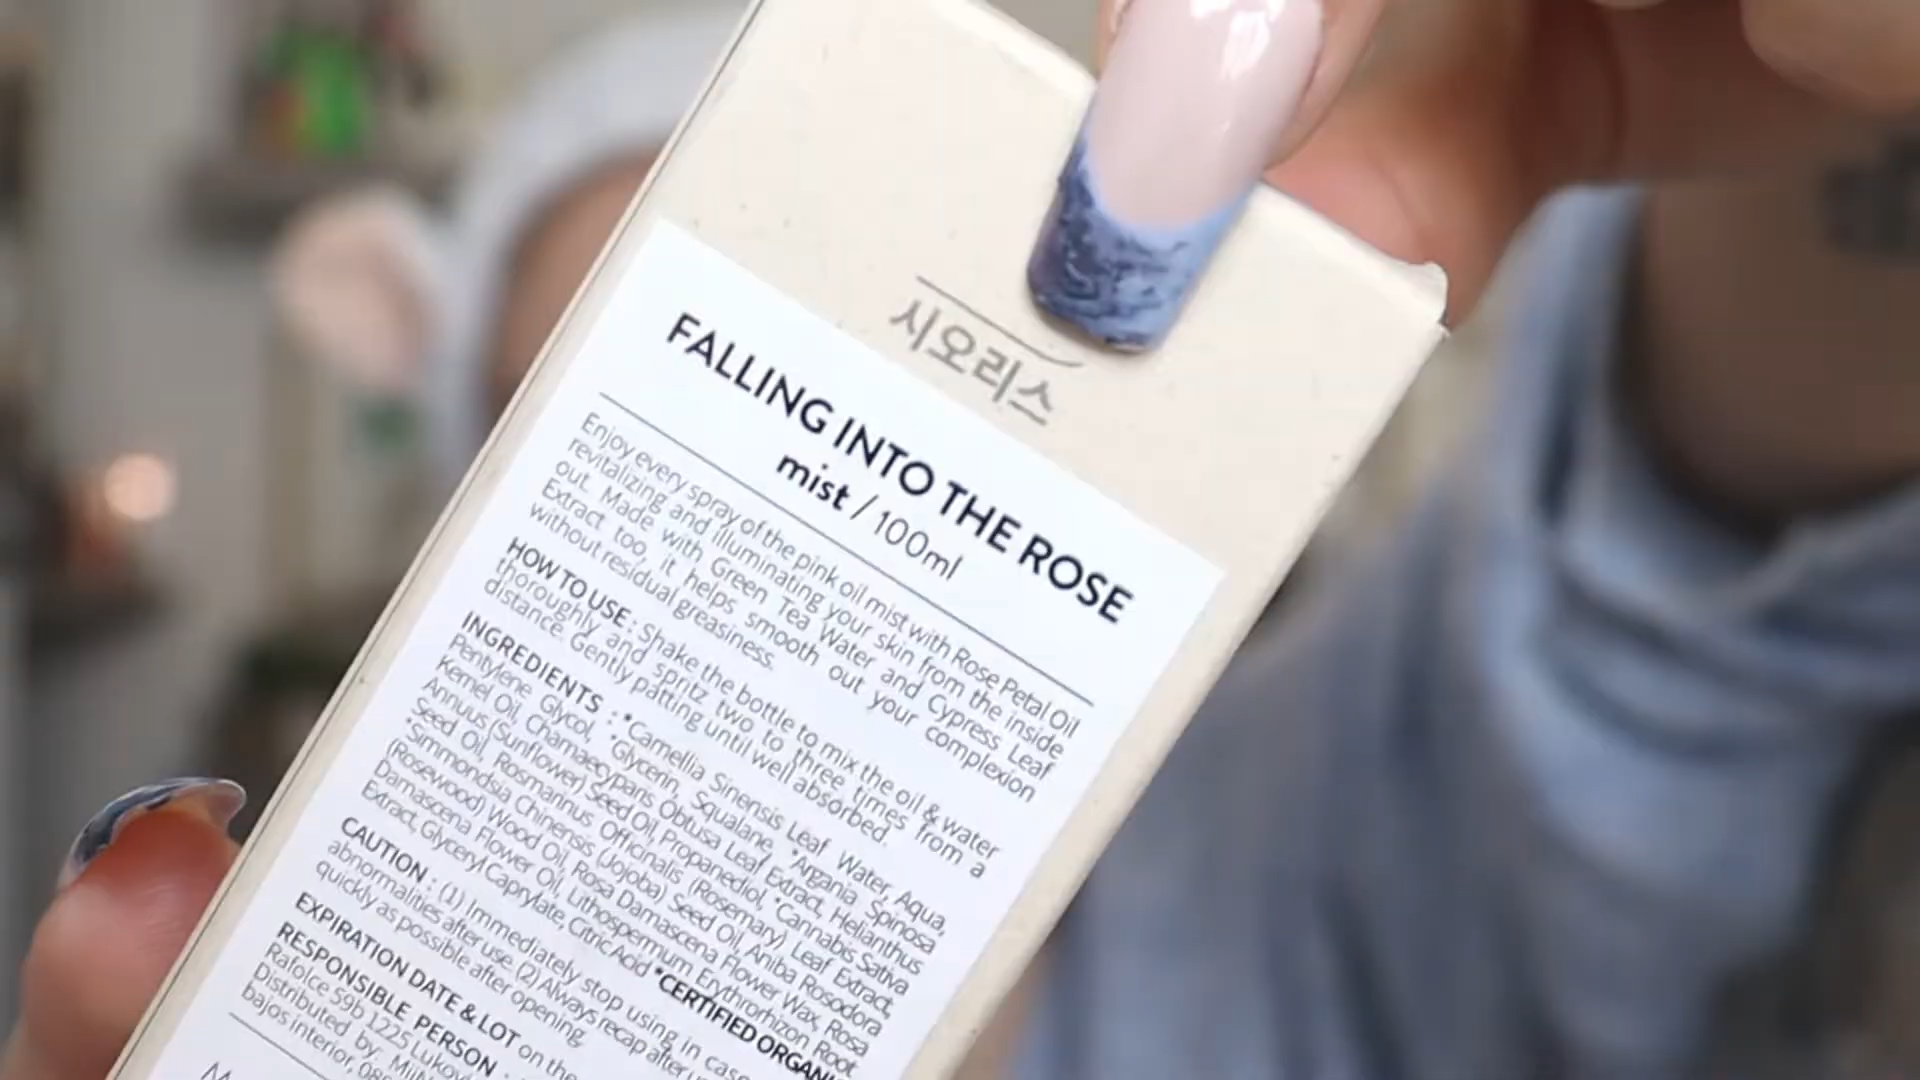 시오리스
FALLING INTO THE ROSE
mist / 100ml
Enjoy every spray of the pink oil mist with Rose Petal Oil
revitalizing and illuminating your skin from the inside
out. Made with Green Tea Water and Cypress Leaf
Extract too, it helps smooth out your complexion
without residual greasiness.
HOW TO USE : Shake the bottle to mix the oil & water
thoroughly and spritz two to three times from a
distance. Gently patting until well absorbed.
INGREDIENTS : *Camellia Sinensis Leaf Water, Aqua,
Pentylene Glycol, *Glycerin, Squalane, *Argania Spinosa
Kernel Oil, Chamaecyparis Obtusa Leaf Extract, Helianthus
Annuus (Sunflower) Seed Oil, Propanediol, *Cannabis Sativa
Seed Oil, Rosmarinus Officinalis (Rosemary) Leaf Extract,
*Simmondsia Chinensis (Jojoba) Seed Oil, Aniba Rosodora
(Rosewood) Wood Oil, Rosa Damascena Flower Wax, Rosa
Damascena Flower Oil, Lithospermum Erythrorhizon Root
Extract, Glyceryl Caprylate, Citric Acid *CERTIFIED ORGANI
CAUTION : (1) Immediately stop using in cas
abnormalities after use. (2) Always recap after
quickly as possible after opening.
EXPIRATION DATE & LOT on the
RESPONSIBLE PERSON :
Rafolce 59b 1225 Lukov
Distributed by:
bajos interior, 08